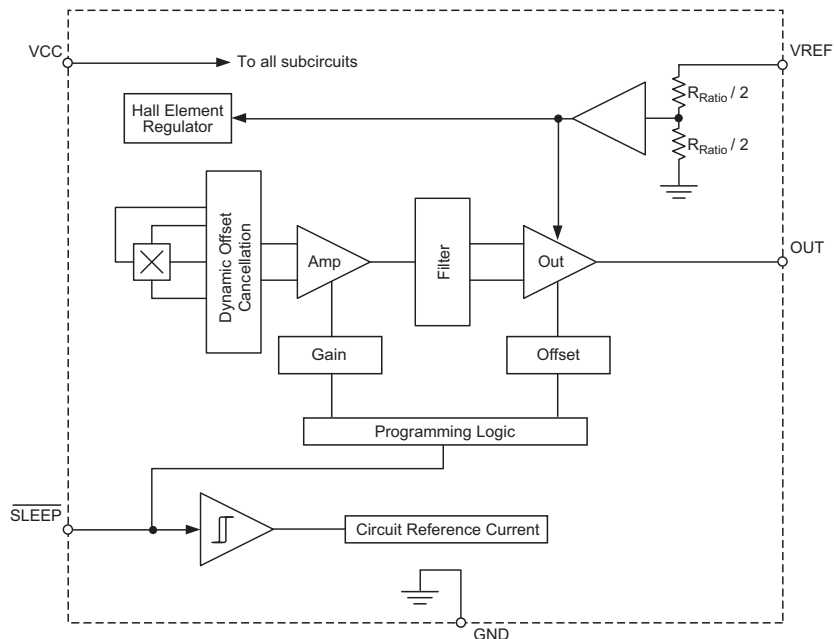 VCC
To all subcircuits
VREF
R_Ratio / 2
Hall Element
Regulator
R_Ratio / 2
Dynamic Offset
Cancellation
Amp
Filter
Out
OUT
Gain
Offset
Programming Logic
SLEEP
Circuit Reference Current
GND